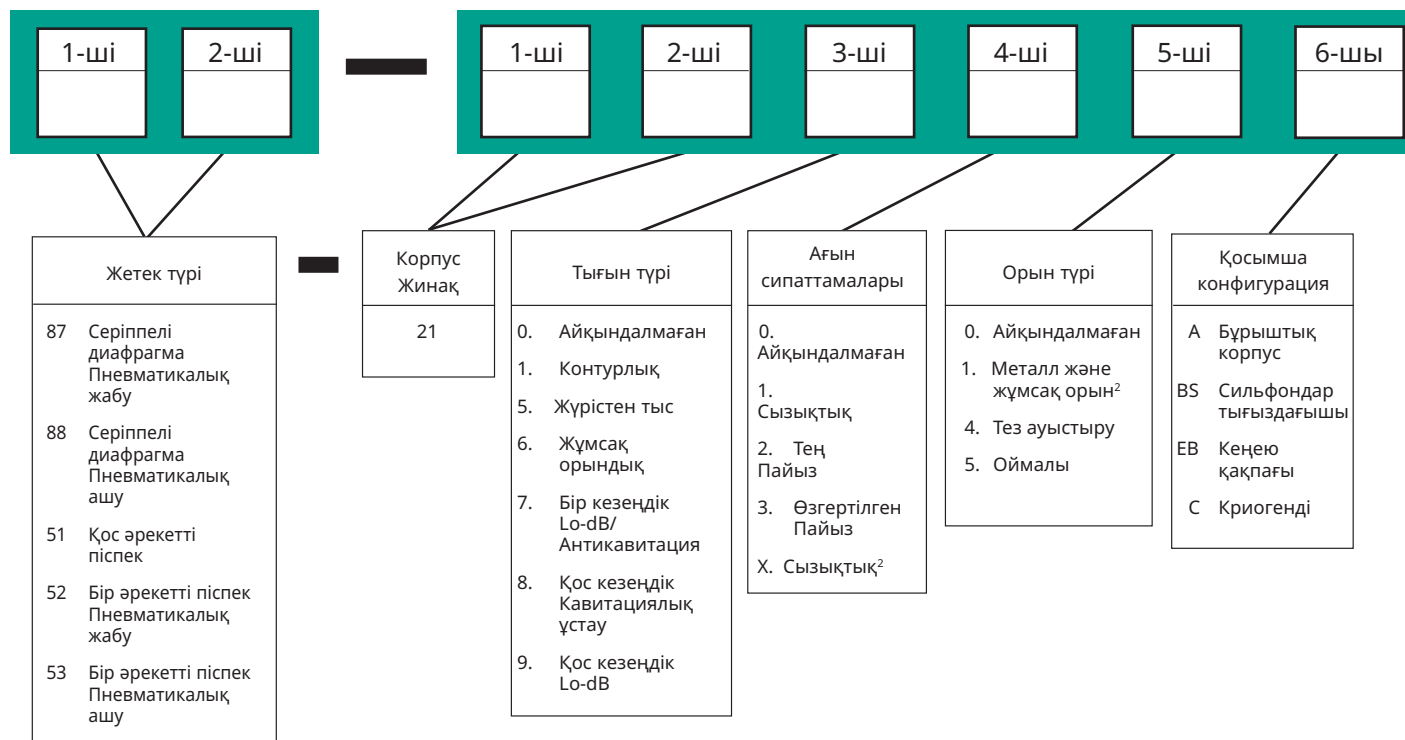 1-ші
2-ші
1-ші
2-ші
3-ші
4-ші
5-ші
6-шы
Жетек түрі
87 Серіппелі
диафрагма
Пневматикалық
жабу
88 Серіппелі
диафрагма
Пневматикалық
ашу
51 Қос әрекетті
піспек
52 Бір әрекетті піспек
Пневматикалық
жабу
53 Бір әрекетті піспек
Пневматикалық
ашу
Корпус
Жинақ
21
Тығын түрі
0. Айқындалмаған
1. Контурлық
5. Жүрістен тыс
6. Жұмсақ
орындық
7. Бір кезеңдік
Lo-dB/
Антикавитация
8. Қос кезеңдік
Кавитациялық
ұстау
9. Қос кезеңдік
Lo-dB
Ағын
сипаттамалары
0.
Айқындалмаған
1.
Сызықтық
2. Тең
Пайыз
3. Өзгертілген
Пайыз
X. Сызықтық²
Орын түрі
0. Айқындалмаған
1. Металл және
жұмсақ орын²
4. Тез ауыстыру
5. Оймалы
Қосымша
конфигурация
A Бұрыштық
корпус
BS Сильфондар
тығыздағышы
EB Кеңею
қақпағы
C Криогенді